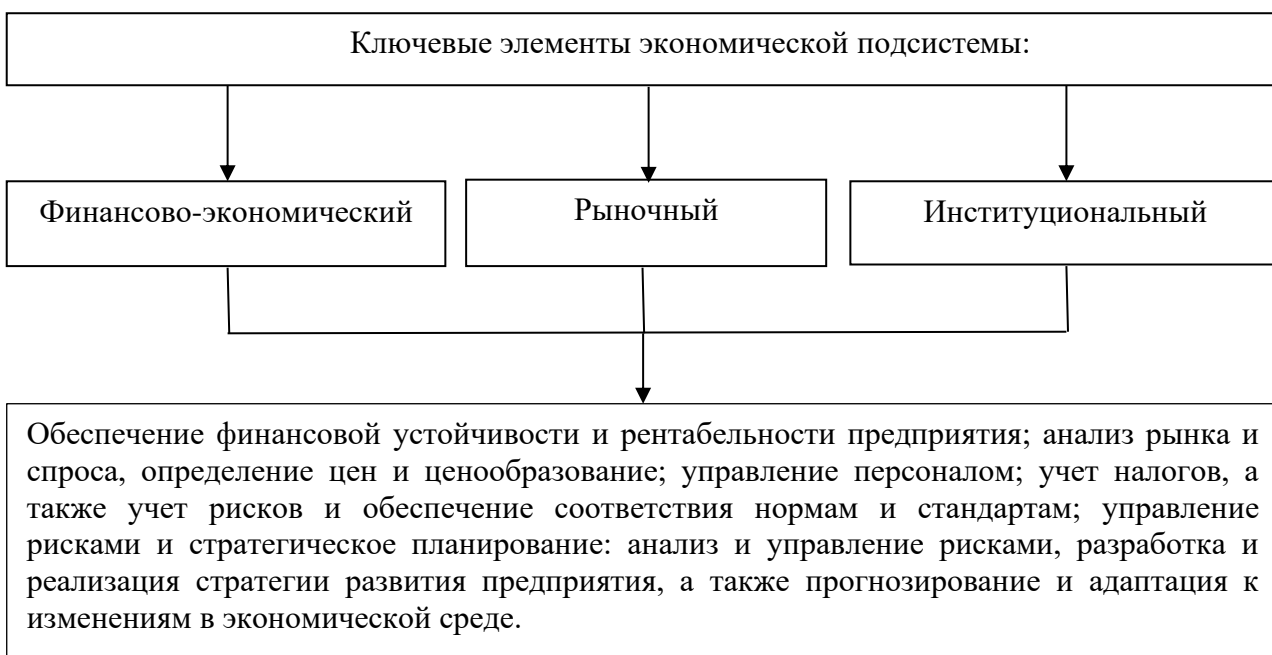 Ключевые элементы экономической подсистемы:
Финансово-экономический
Рыночный
Институциональный
Обеспечение финансовой устойчивости и рентабельности предприятия; анализ рынка и
спроса, определение цен и ценообразование; управление персоналом; учет налогов, а
также учет рисков и обеспечение соответствия нормам и стандартам; управление
рисками и стратегическое планирование: анализ и управление рисками, разработка и
реализация стратегии развития предприятия, а также прогнозирование и адаптация к
изменениям в экономической среде.